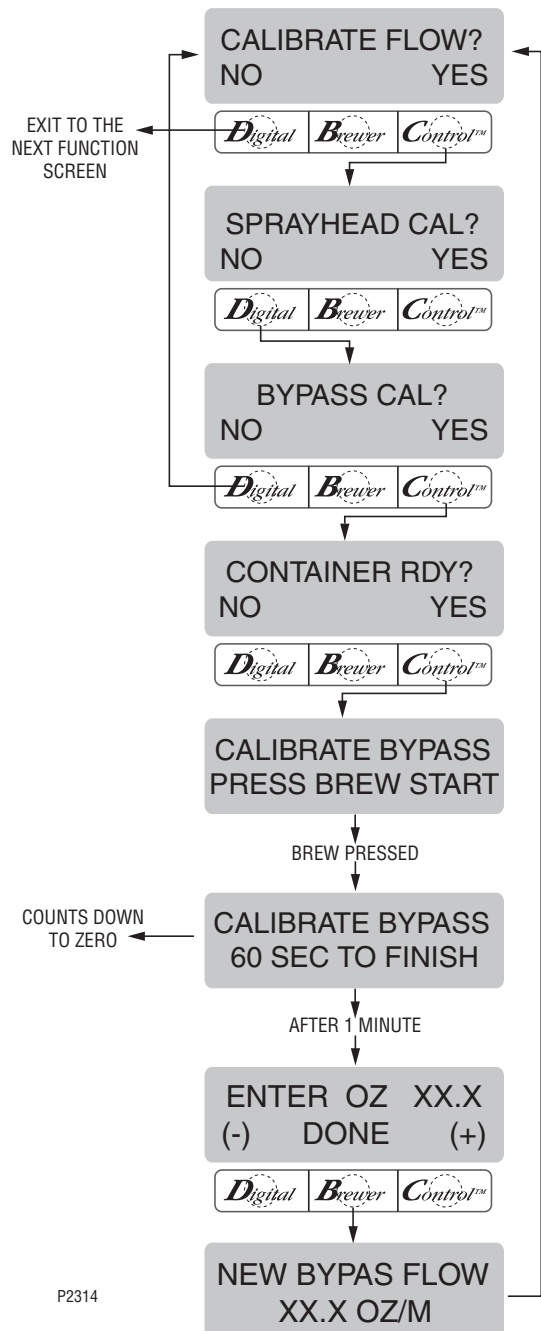 CALIBRATE FLOW?
NO YES
EXIT TO THE
NEXT FUNCTION
SCREEN
Digital Brewer Control™
SPRAYHEAD CAL?
NO YES
Digital Brewer Control™
BYPASS CAL?
NO YES
Digital Brewer Control™
CONTAINER RDY?
NO YES
Digital Brewer Control™
CALIBRATE BYPASS
PRESS BREW START
BREW PRESSED
COUNTS DOWN
TO ZERO
CALIBRATE BYPASS
60 SEC TO FINISH
AFTER 1 MINUTE
ENTER OZ XX.X
(-) DONE (+)
Digital Brewer Control™
NEW BYPAS FLOW
XX.X OZ/M
P2314